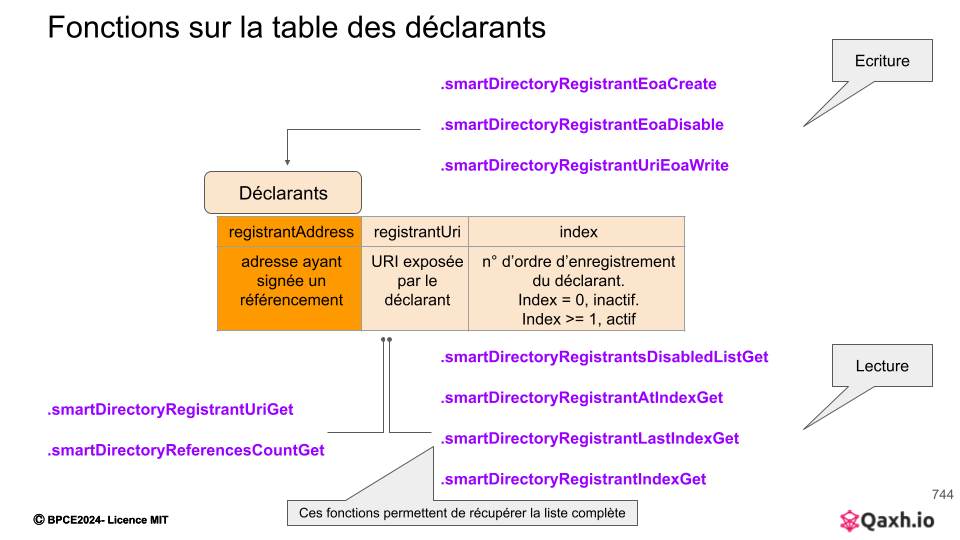 Fonctions sur la table des déclarants
Ecriture
.smartDirectoryRegistrantEoaCreate
.smartDirectoryRegistrantEoaDisable
.smartDirectoryRegistrantUriEoaWrite
Déclarants
registrantAddress registrantUri index
adresse ayant
signée un
référencement
URI exposée
par le
déclarant
n° d’ordre d’enregistrement
du déclarant.
Index = 0, inactif.
Index >= 1, actif
Lecture
.smartDirectoryRegistrantsDisabledListGet
.smartDirectoryRegistrantAtIndexGet
.smartDirectoryRegistrantLastIndexGet
.smartDirectoryRegistrantIndexGet
.smartDirectoryRegistrantUriGet
.smartDirectoryReferencesCountGet
Ces fonctions permettent de récupérer la liste complète
744
© BPCE2024- Licence MIT
Qaxh.io